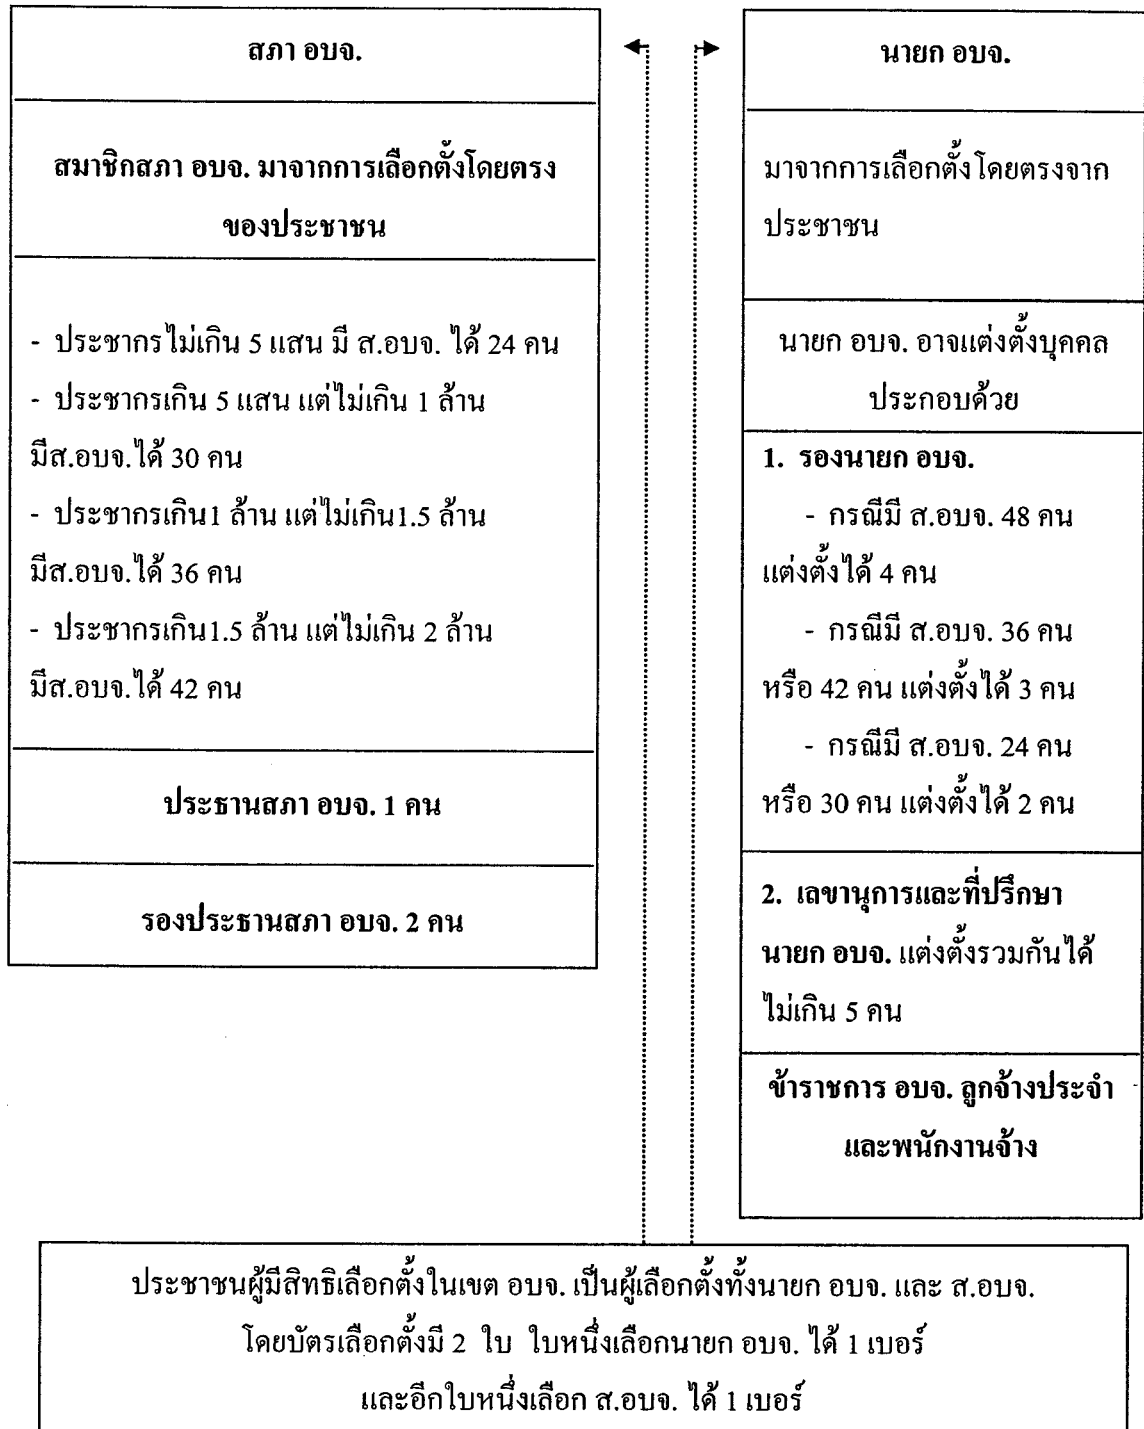 สภา อบจ.
สมาชิกสภา อบจ. มาจากการเลือกตั้งโดยตรง
ของประชาชน
- ประชากรไม่เกิน 5 แสน มี ส.อบจ. ได้ 24 คน
- ประชากรเกิน 5 แสน แต่ไม่เกิน 1 ล้าน
มีส.อบจ.ได้ 30 คน
- ประชากรเกิน1 ล้าน แต่ไม่เกิน1.5 ล้าน
มีส.อบจ.ได้ 36 คน
- ประชากรเกิน1.5 ล้าน แต่ไม่เกิน 2 ล้าน
มีส.อบจ.ได้ 42 คน
ประธานสภา อบจ. 1 คน
รองประธานสภา อบจ. 2 คน
นายก อบจ.
มาจากการเลือกตั้งโดยตรงจาก
ประชาชน
นายก อบจ. อาจแต่งตั้งบุคคล
ประกอบด้วย
1. รองนายก อบจ.
- กรณีมี ส.อบจ. 48 คน
แต่งตั้งได้ 4 คน
- กรณีมี ส.อบจ. 36 คน
หรือ 42 คน แต่งตั้งได้ 3 คน
- กรณีมี ส.อบจ. 24 คน
หรือ 30 คน แต่งตั้งได้ 2 คน
2. เลขานุการและที่ปรึกษา
นายก อบจ. แต่งตั้งรวมกันได้
ไม่เกิน 5 คน
ข้าราชการ อบจ. ลูกจ้างประจำ
และพนักงานจ้าง
ประชาชนผู้มีสิทธิเลือกตั้งในเขต อบจ. เป็นผู้เลือกตั้งทั้งนายก อบจ. และ ส.อบจ.
โดยบัตรเลือกตั้งมี 2 ใบ ใบหนึ่งเลือกนายก อบจ. ได้ 1 เบอร์
และอีกใบหนึ่งเลือก ส.อบจ. ได้ 1 เบอร์